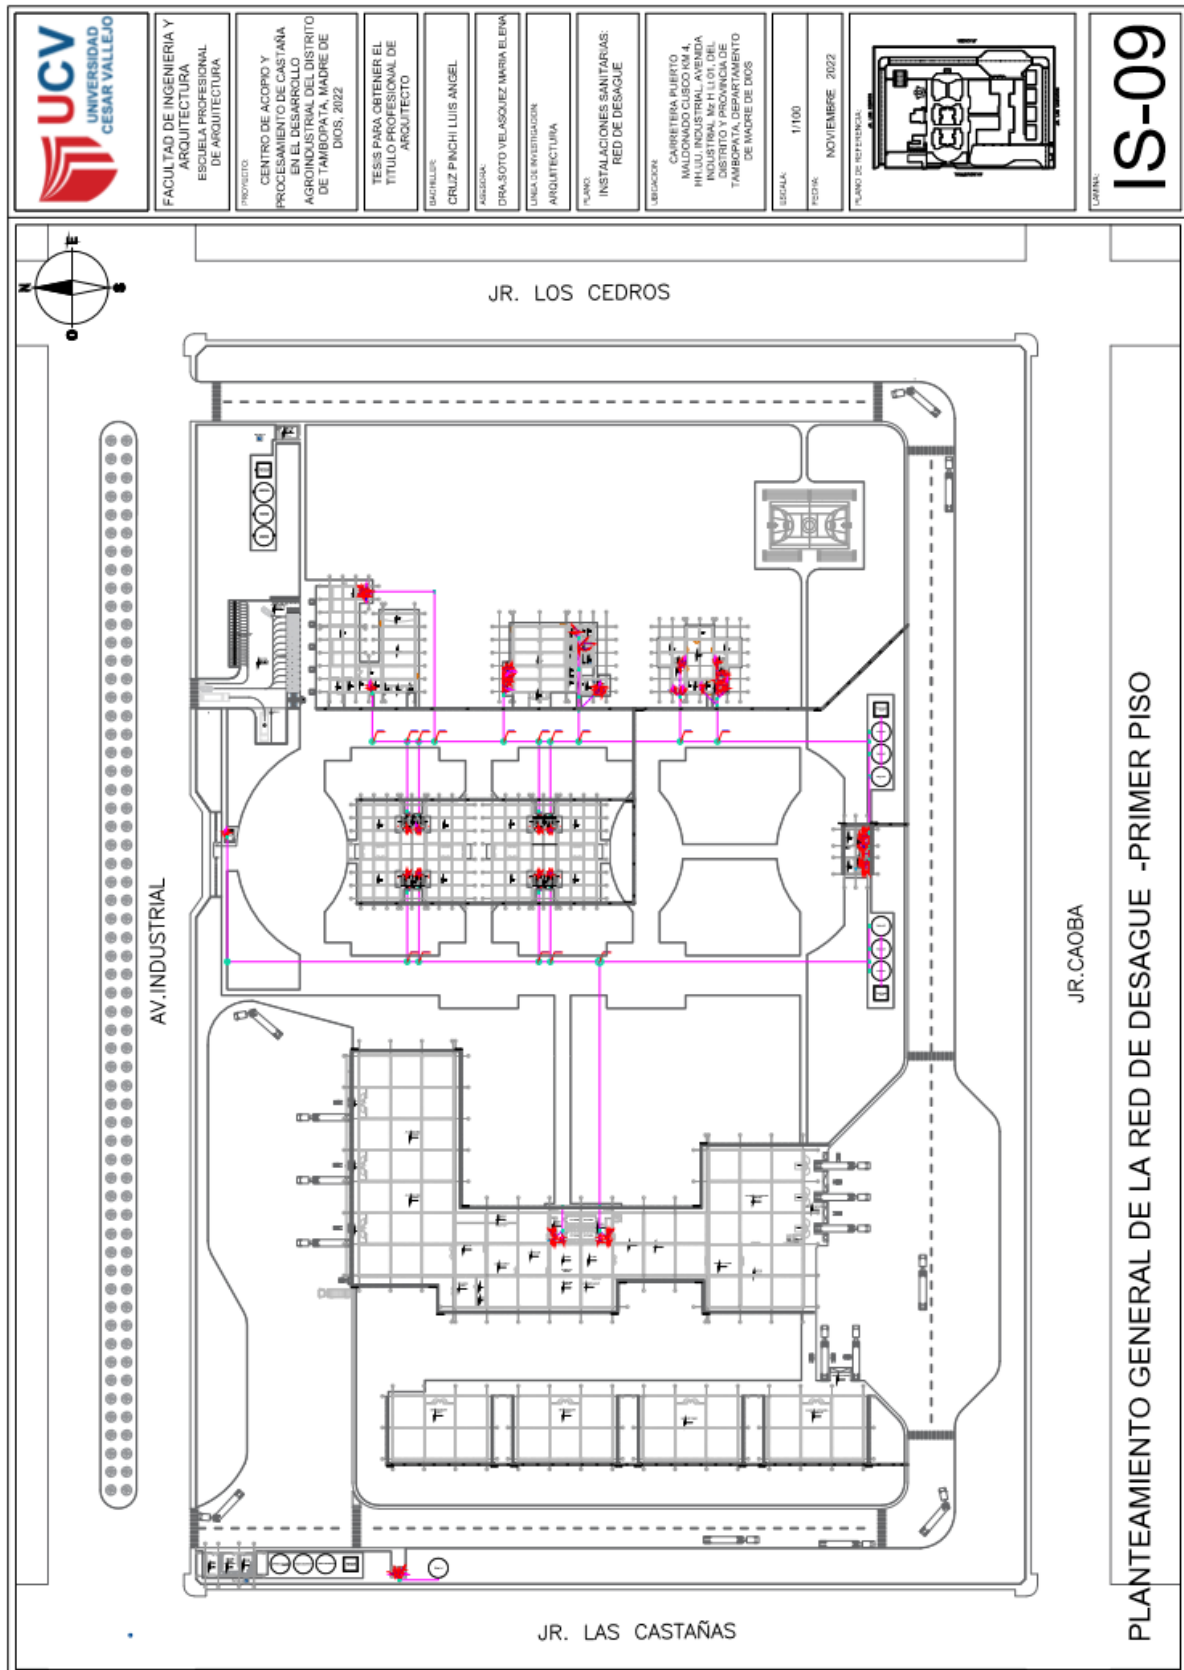 UCV
UNIVERSIDAD
CESAR VALLEJO
FACULTAD DE INGENIERIA Y
ARQUITECTURA
ESCUELA PROFESIONAL
DE ARQUITECTURA
PROYECTO:
CENTRO DE ACOPIO Y
PROCESAMIENTO DE CASTAÑA
EN EL DESARROLLO
AGROINDUSTRIAL DEL DISTRITO
DE TAMBOPATA, MADRE DE
DIOS, 2022
TESIS PARA OBTENER EL
TITULO PROFESIONAL DE
ARQUITECTO
BACHILLER:
CRUZ PINCHI LUIS ANGEL
ASESORA:
DRA.SOTO VELASQUEZ MARIA ELENA
LINEA DE INVESTIGACION:
ARQUITECTURA
PLANO:
INSTALACIONES SANITARIAS:
RED DE DESAGUE
UBICACION:
CARRETERA PUERTO
MALDONADO CUSCO KM 4,
HH.UU. INDUSTRIAL, AVENIDA
INDUSTRIAL Mz H Lt 01, DEL
DISTRITO Y PROVINCIA DE
TAMBOPATA, DEPARTAMENTO
DE MADRE DE DIOS
ESCALA:
1/100
FECHA:
NOVIEMBRE 2022
PLANO DE REFERENCIA:
LAMINA:
IS-09
N
E
S
O
JR. LOS CEDROS
AV.INDUSTRIAL
JR.CAOBA
JR. LAS CASTAÑAS
PLANTEAMIENTO GENERAL DE LA RED DE DESAGUE -PRIMER PISO